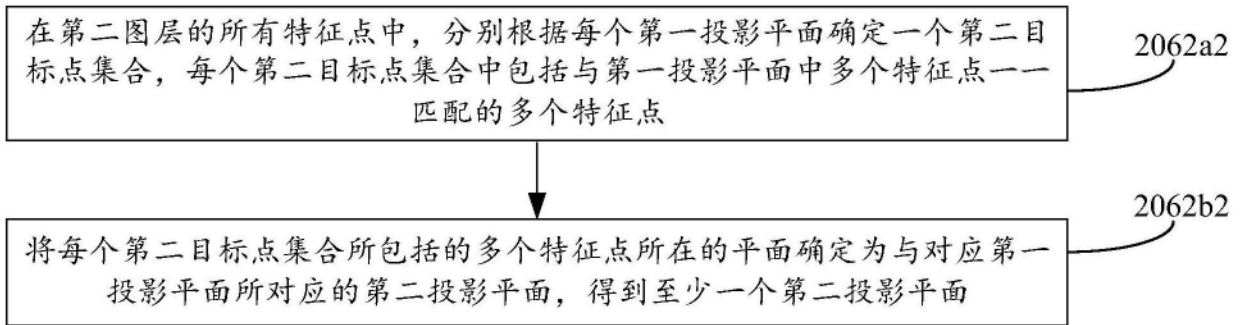 在第二图层的所有特征点中，分别根据每个第一投影平面确定一个第二目
标点集合，每个第二目标点集合中包括与第一投影平面中多个特征点一一
匹配的多个特征点
2062a2
将每个第二目标点集合所包括的多个特征点所在的平面确定为与对应第一
投影平面所对应的第二投影平面，得到至少一个第二投影平面
2062b2